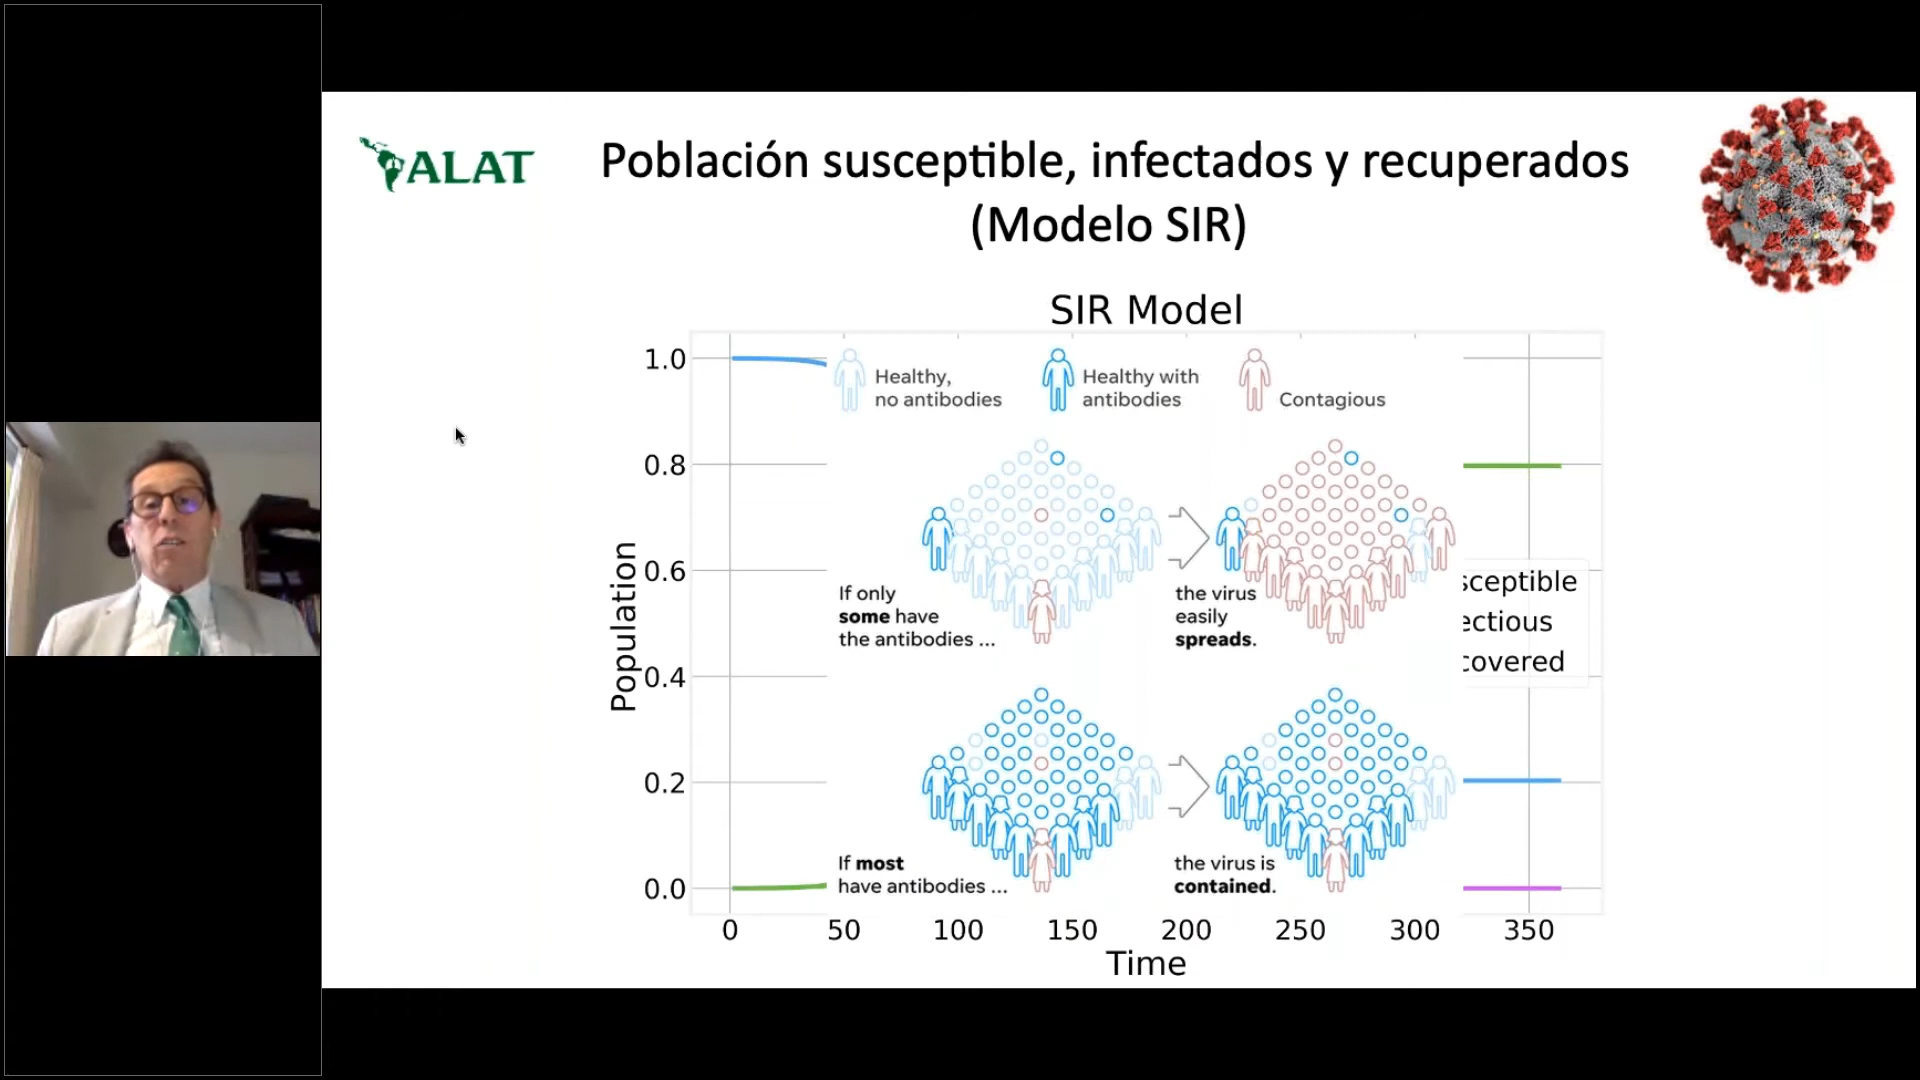 ALAT
Población susceptible, infectados y recuperados
(Modelo SIR)
SIR Model
Healthy,
no antibodies
Healthy with
antibodies
Contagious
1.0
0.8
0.6
0.4
0.2
0.0
Population
If only
some have
the antibodies ...
the virus
easily
spreads.
sceptible
ectious
covered
If most
have antibodies ...
the virus is
contained.
0 50 100 150 200 250 300 350
Time